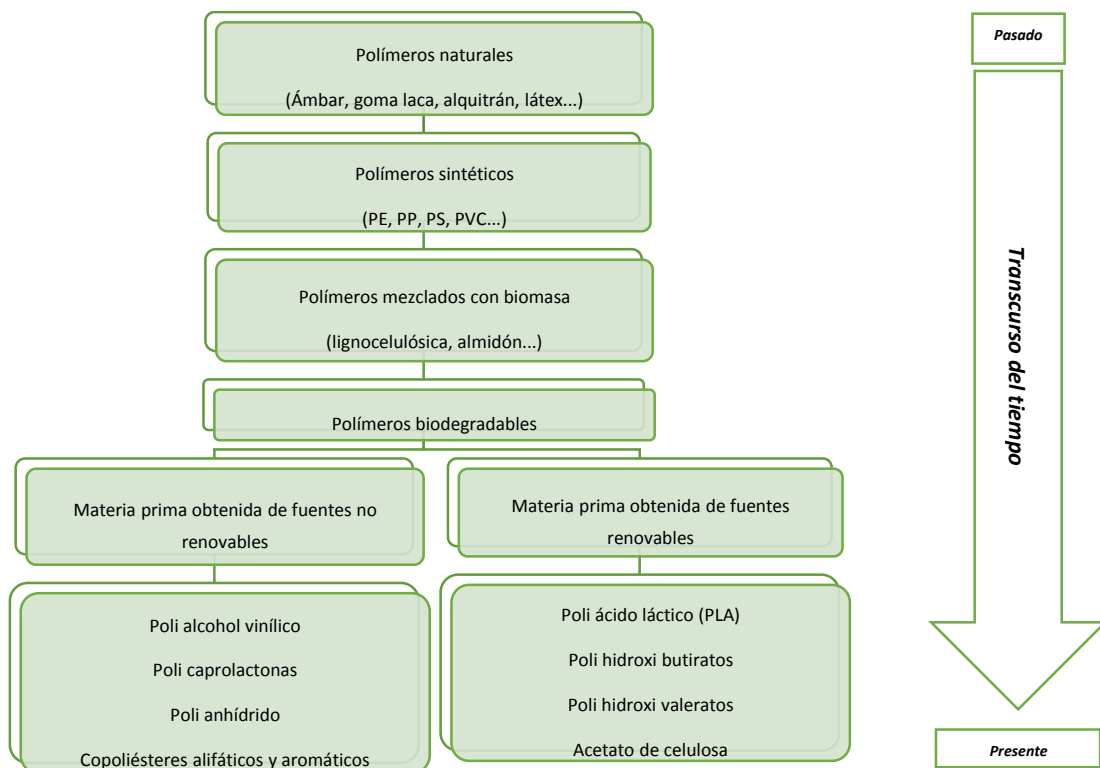 Polímeros naturales
(Ámbar, goma laca, alquitrán, látex...)
Polímeros sintéticos
(PE, PP, PS, PVC...)
Polímeros mezclados con biomasa
(lignocelulósica, almidón...)
Polímeros biodegradables
Materia prima obtenida de fuentes no
renovables
Materia prima obtenida de fuentes
renovables
Poli alcohol vinílico
Poli caprolactonas
Poli anhídrido
Copoliésteres alifáticos y aromáticos
Poli ácido láctico (PLA)
Poli hidroxi butiratos
Poli hidroxi valeratos
Acetato de celulosa
Pasado
Transcurso del tiempo
Presente